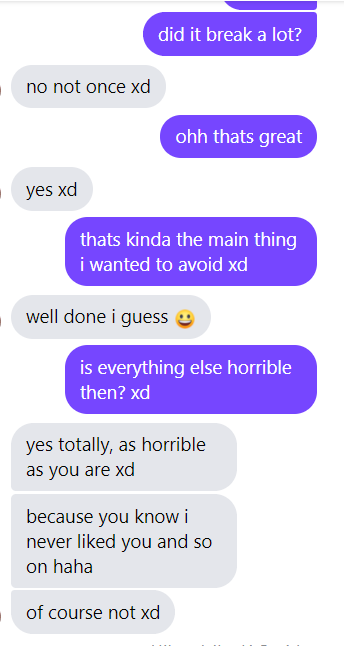 did it break a lot?
no not once xd
ohh thats great
yes xd
thats kinda the main thing
i wanted to avoid xd
well done i guess 😀
is everything else horrible
then? xd
yes totally, as horrible
as you are xd
because you know i
never liked you and so
on haha
of course not xd